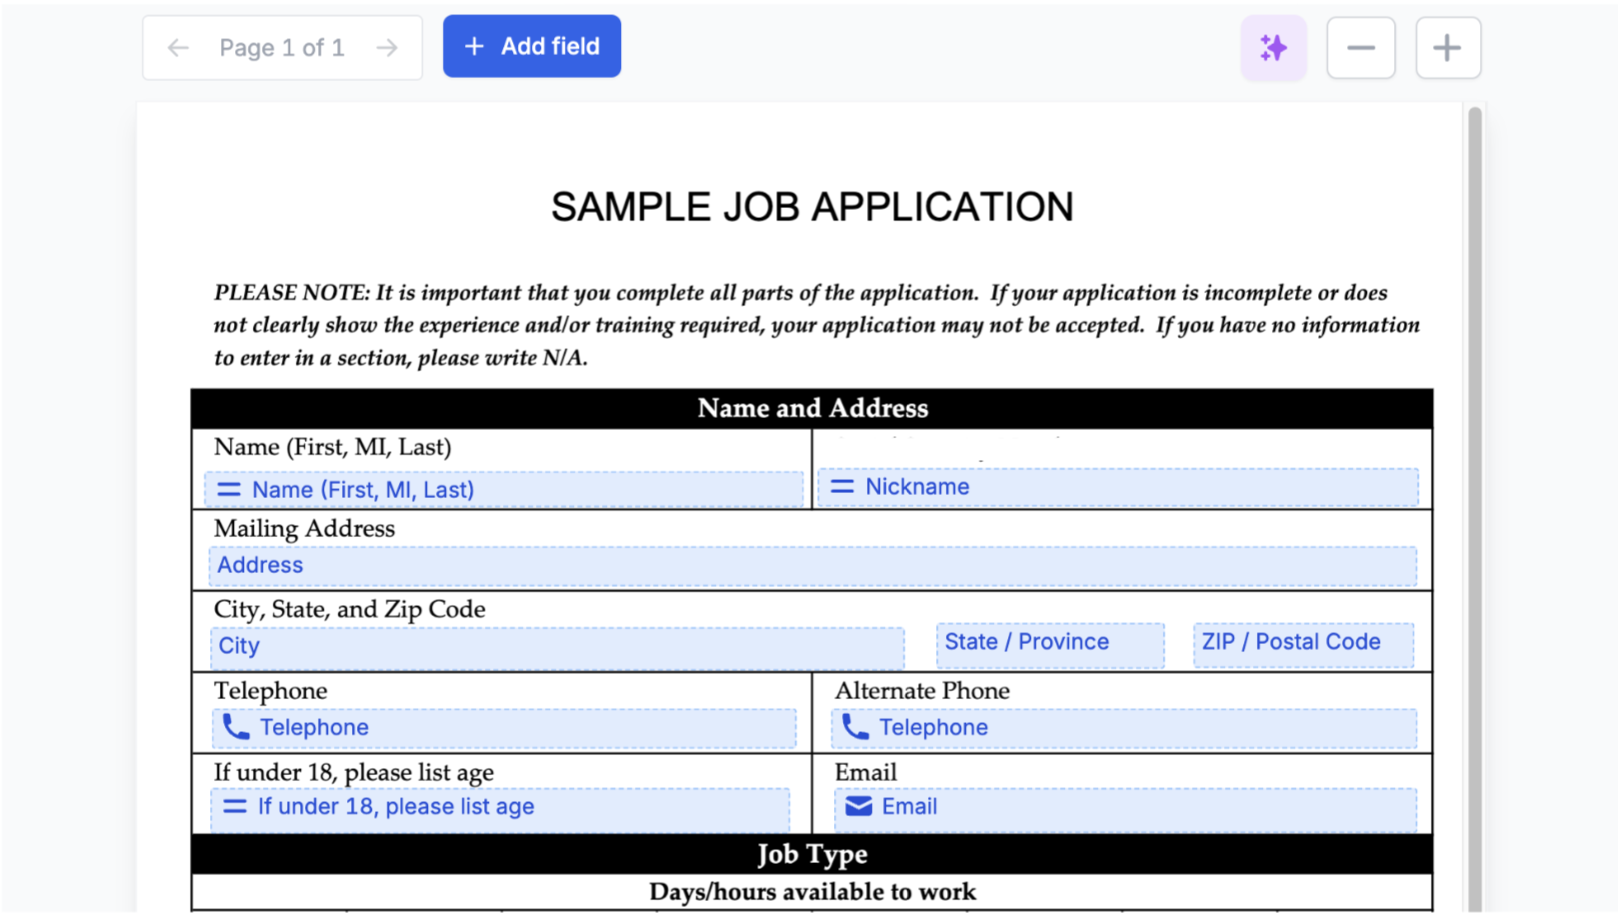 Page 1 of 1
+ Add field
SAMPLE JOB APPLICATION
PLEASE NOTE: It is important that you complete all parts of the application.  If your application is incomplete or does
not clearly show the experience and/or training required, your application may not be accepted.  If you have no information
to enter in a section, please write N/A.
Name and Address
Name (First, MI, Last)
Name (First, MI, Last)
Nickname
Mailing Address
Address
City, State, and Zip Code
City
State / Province
ZIP / Postal Code
Telephone
Alternate Phone
Telephone
Telephone
If under 18, please list age
Email
If under 18, please list age
Email
Job Type
Days/hours available to work